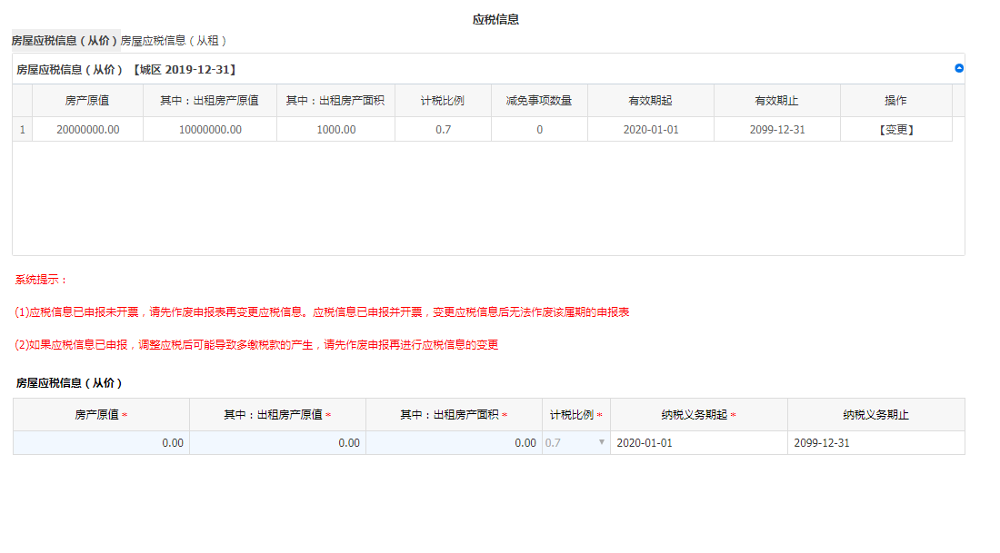 应税信息
房屋应税信息（从价）房屋应税信息（从租）
房屋应税信息（从价）【城区 2019-12-31】
房产原值 其中：出租房产原值 其中：出租房产面积 计税比例 减免事项数量 有效期起 有效期止 操作
1 20000000.00 10000000.00 1000.00 0.7 0 2020-01-01 2099-12-31 【变更】
系统提示：
(1)应税信息已申报未开票，请先作废申报表再变更应税信息。应税信息已申报并开票，变更应税信息后无法作废该属期的申报表
(2)如果应税信息已申报，调整应税后可能导致多缴税款的产生，请先作废申报再进行应税信息的变更
房屋应税信息（从价）
房产原值 * 其中：出租房产原值 * 其中：出租房产面积 * 计税比例 * 纳税义务期起 * 纳税义务期止
0.00 0.00 0.00 0.7 2020-01-01 2099-12-31